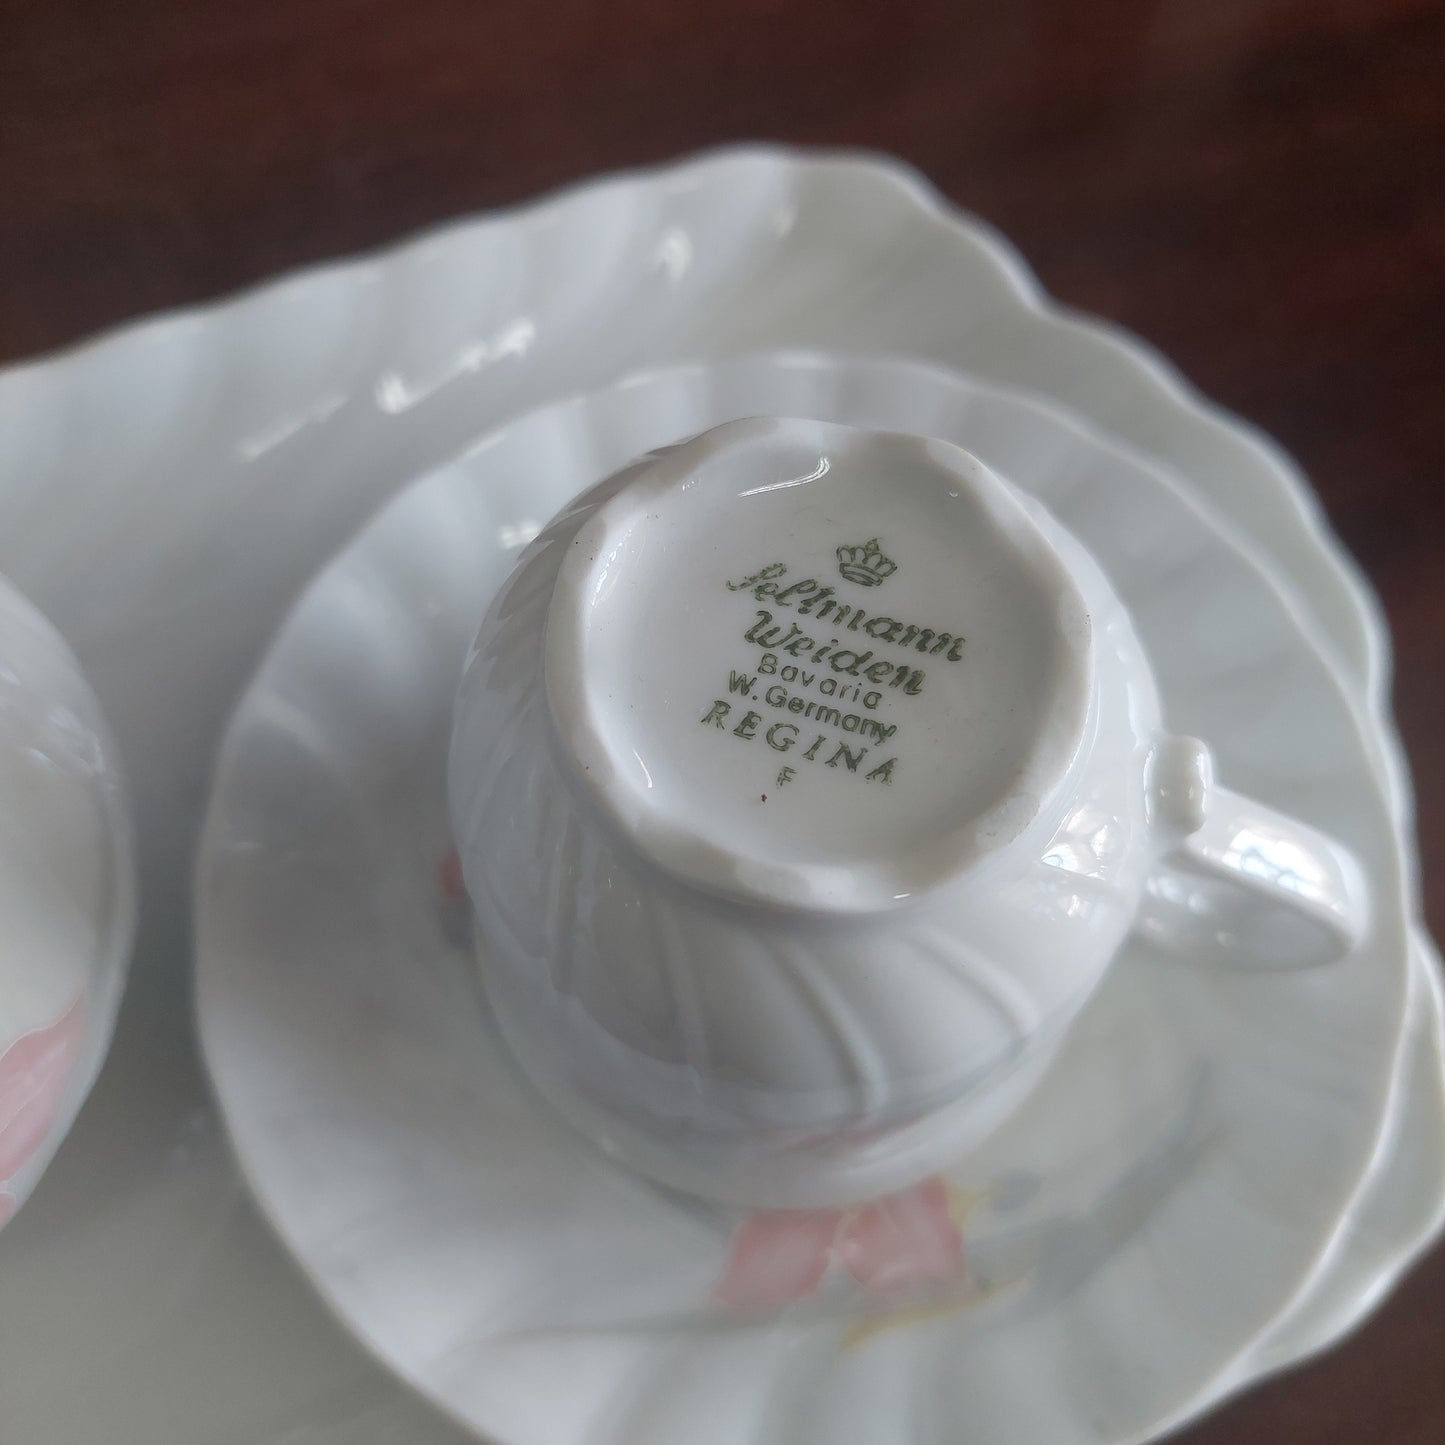 Seltmann
Weiden
Bavaria
W. Germany
REGINA
F